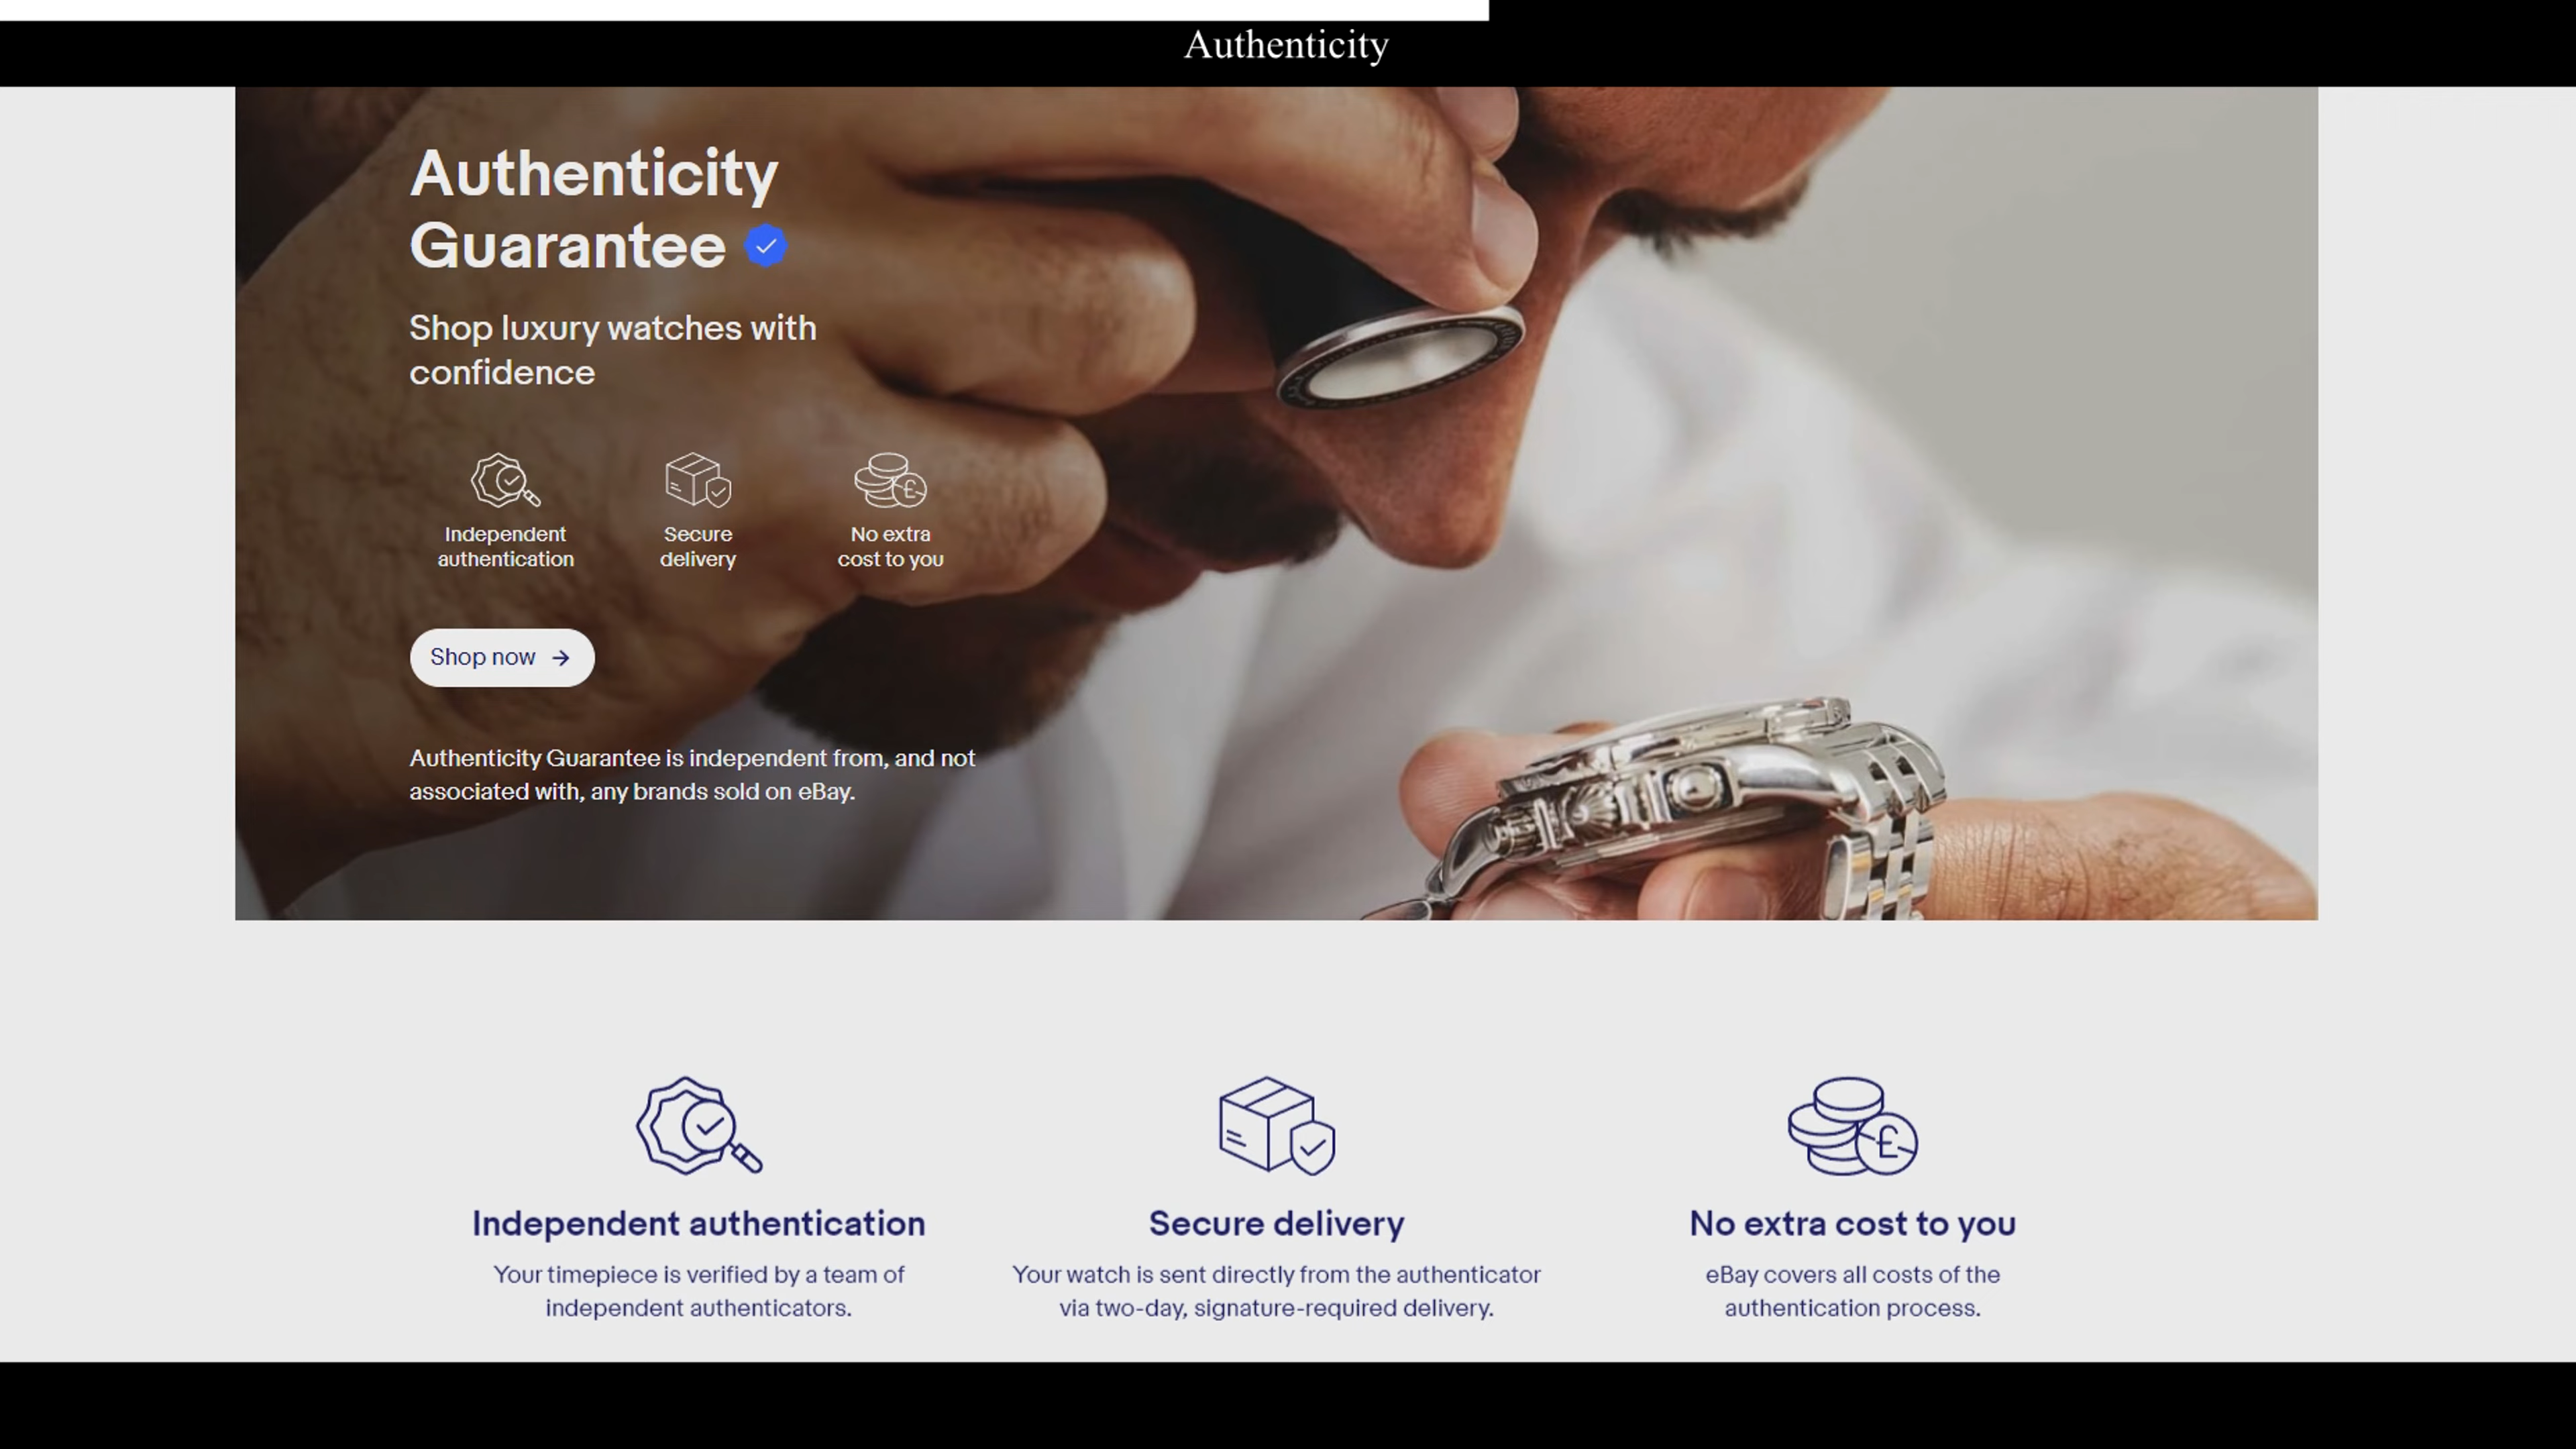 Authenticity
Authenticity
Guarantee
Shop luxury watches with
confidence
Independent
authentication
Secure
delivery
No extra
cost to you
Shop now →
Authenticity Guarantee is independent from, and not
associated with, any brands sold on eBay.
Independent authentication
Your timepiece is verified by a team of
independent authenticators.
Secure delivery
Your watch is sent directly from the authenticator
via two-day, signature-required delivery.
No extra cost to you
eBay covers all costs of the
authentication process.